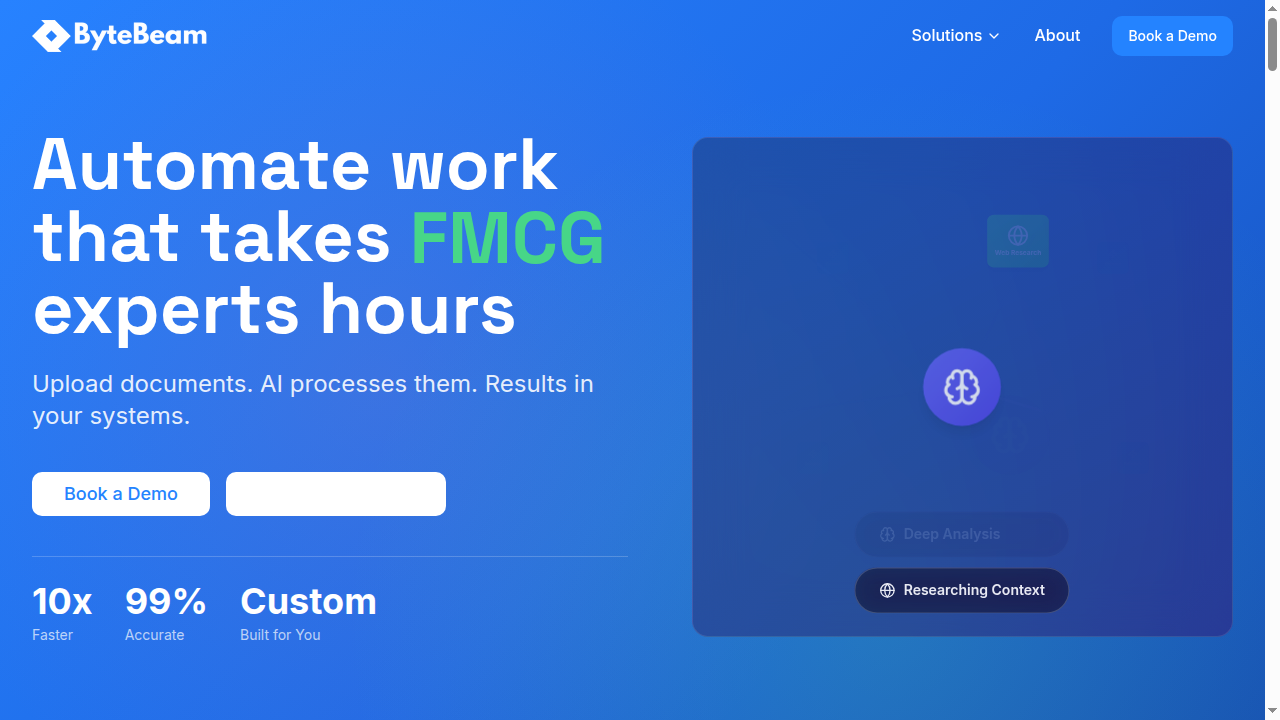 ByteBeam
Solutions
About
Book a Demo
Automate work
that takes FMCG
experts hours
Upload documents. AI processes them. Results in
your systems.
Book a Demo
10x
Faster
99%
Accurate
Custom
Built for You
Web Research
Deep Analysis
Researching Context